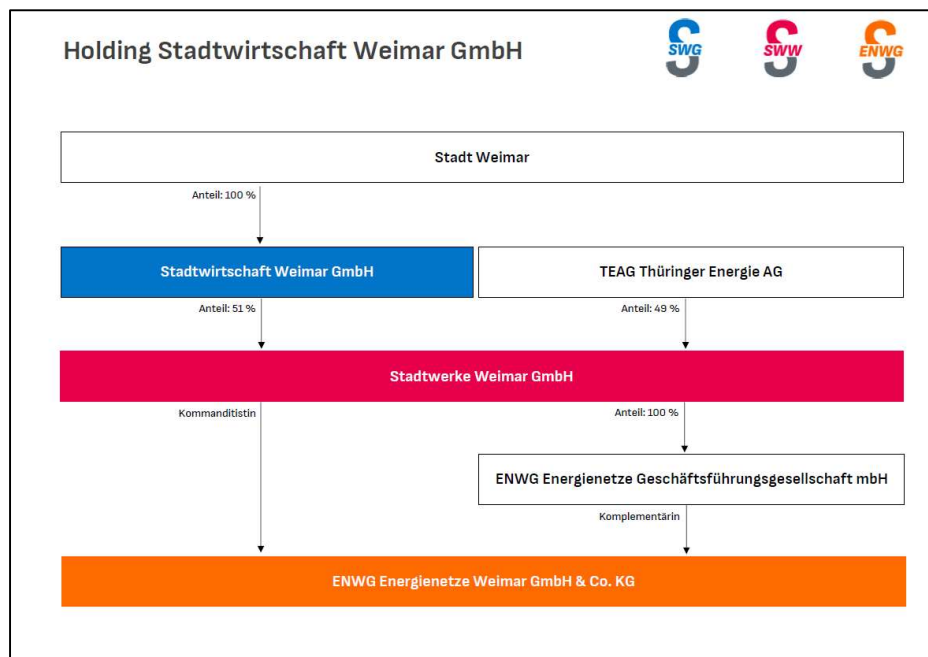 Holding Stadtwirtschaft Weimar GmbH
SWG
SWW
ENWG
Stadt Weimar
Anteil: 100 %
Stadtwirtschaft Weimar GmbH
TEAG Thüringer Energie AG
Anteil: 51 %
Anteil: 49 %
Stadtwerke Weimar GmbH
Kommanditistin
Anteil: 100 %
ENWG Energienetze Geschäftsführungsgesellschaft mbH
Komplementärin
ENWG Energienetze Weimar GmbH & Co. KG